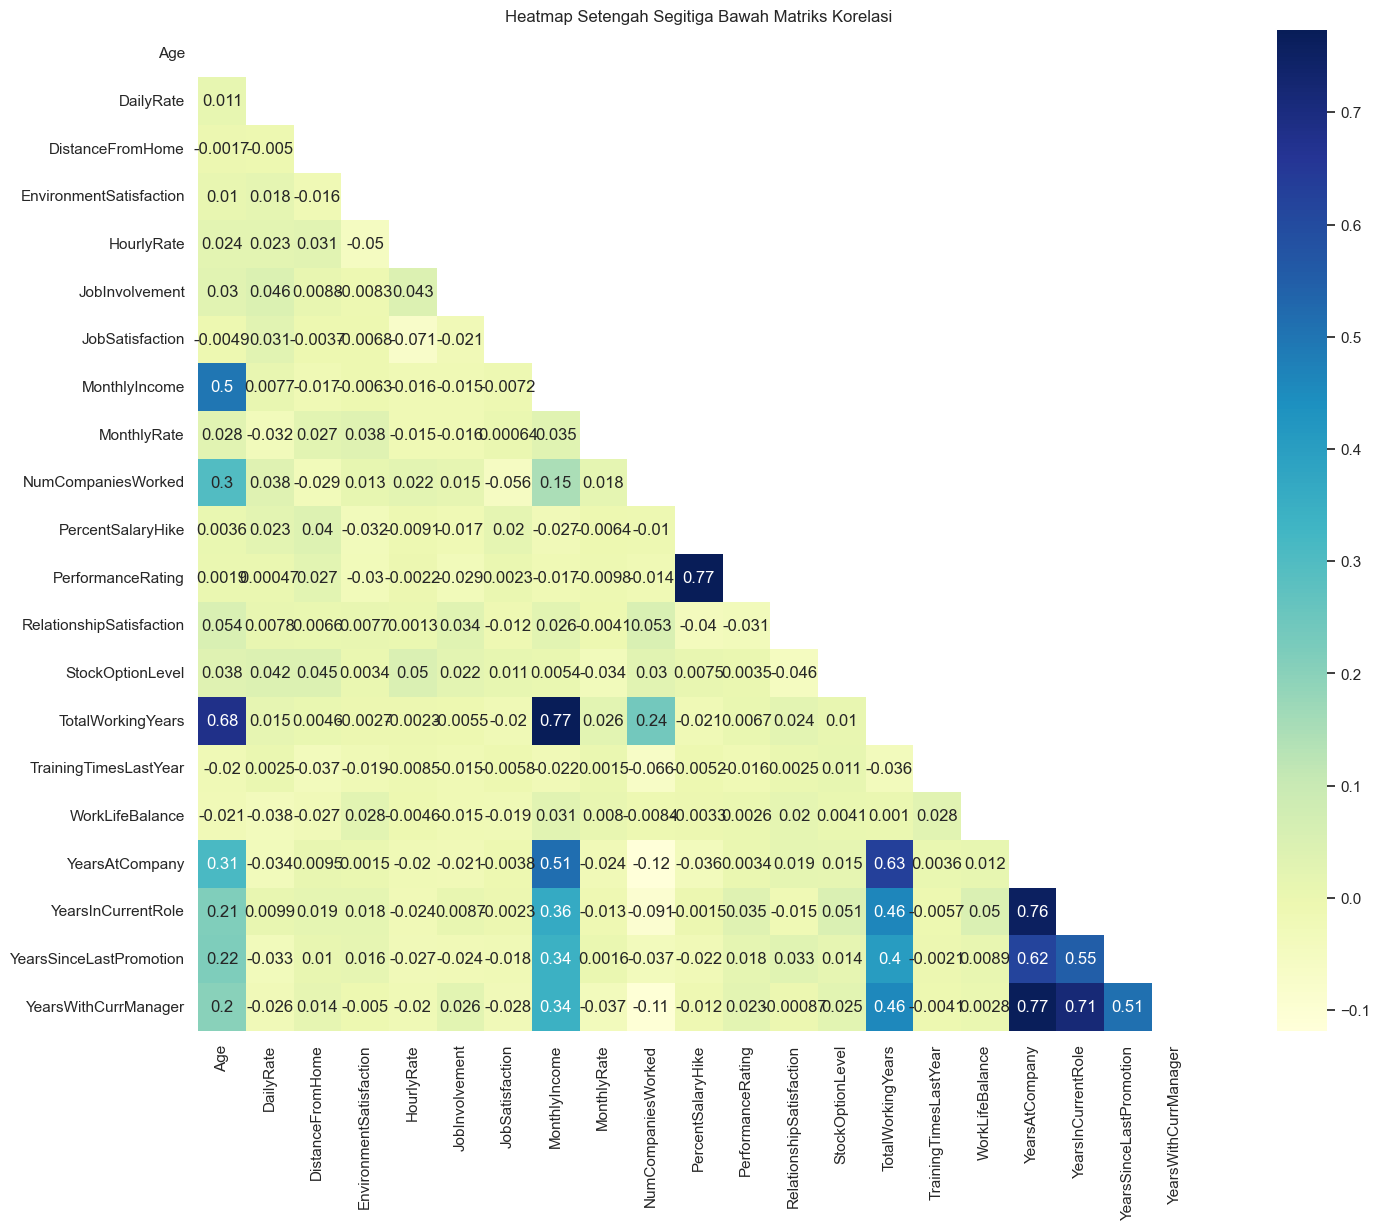 Heatmap Setengah Segitiga Bawah Matriks Korelasi
Age
DailyRate 0.011
DistanceFromHome -0.0017 -0.005
EnvironmentSatisfaction 0.01 0.018 -0.016
HourlyRate 0.024 0.023 0.031 -0.05
JobInvolvement 0.03 0.046 0.0088 -0.0083 0.043
JobSatisfaction -0.0049 0.031 -0.0037 -0.0068 -0.071 -0.021
MonthlyIncome 0.5 0.0077 -0.017 -0.0063 -0.016 -0.015 -0.0072
MonthlyRate 0.028 -0.032 0.027 0.038 -0.015 -0.016 0.00064 0.035
NumCompaniesWorked 0.3 0.038 -0.029 0.013 0.022 0.015 -0.056 0.15 0.018
PercentSalaryHike 0.0036 0.023 0.04 -0.032 -0.0091 -0.017 0.02 -0.027 -0.0064 -0.01
PerformanceRating 0.0019 0.00047 0.027 -0.03 -0.0022 -0.029 0.0023 -0.017 -0.0098 -0.014 0.77
RelationshipSatisfaction 0.054 0.0078 0.0066 0.0077 0.0013 0.034 -0.012 0.026 -0.0041 0.053 -0.04 -0.031
StockOptionLevel 0.038 0.042 0.045 0.0034 0.05 0.022 0.011 0.0054 -0.034 0.03 0.0075 0.0035 -0.046
TotalWorkingYears 0.68 0.015 0.0046 -0.0027 -0.0023 -0.0055 -0.02 0.77 0.026 0.24 -0.021 0.0067 0.024 0.01
TrainingTimesLastYear -0.02 0.0025 -0.037 -0.019 -0.0085 -0.015 -0.0058 -0.022 0.0015 -0.066 -0.0052 -0.016 0.0025 0.011 -0.036
WorkLifeBalance -0.021 -0.038 -0.027 0.028 -0.0046 -0.015 -0.019 0.031 0.008 -0.0084 -0.0033 0.0026 0.02 0.0041 0.001 0.028
YearsAtCompany 0.31 -0.034 0.0095 0.0015 -0.02 -0.021 -0.0038 0.51 -0.024 -0.12 -0.036 0.0034 0.019 0.015 0.63 0.0036 0.012
YearsInCurrentRole 0.21 0.0099 0.019 0.018 -0.024 0.0087 -0.0023 0.36 -0.013 -0.091 -0.0015 0.035 -0.015 0.051 0.46 -0.0057 0.05 0.76
YearsSinceLastPromotion 0.22 -0.033 0.01 0.016 -0.027 -0.024 -0.018 0.34 0.0016 -0.037 -0.022 0.018 0.033 0.014 0.4 -0.0021 0.0089 0.62 0.55
YearsWithCurrManager 0.2 -0.026 0.014 -0.005 -0.02 0.026 -0.028 0.34 -0.037 -0.11 -0.012 0.023 -0.00087 0.025 0.46 -0.0041 0.0028 0.77 0.71 0.51
Age
DailyRate
DistanceFromHome
EnvironmentSatisfaction
HourlyRate
JobInvolvement
JobSatisfaction
MonthlyIncome
MonthlyRate
NumCompaniesWorked
PercentSalaryHike
PerformanceRating
RelationshipSatisfaction
StockOptionLevel
TotalWorkingYears
TrainingTimesLastYear
WorkLifeBalance
YearsAtCompany
YearsInCurrentRole
YearsSinceLastPromotion
YearsWithCurrManager
0.7
0.6
0.5
0.4
0.3
0.2
0.1
0.0
−0.1